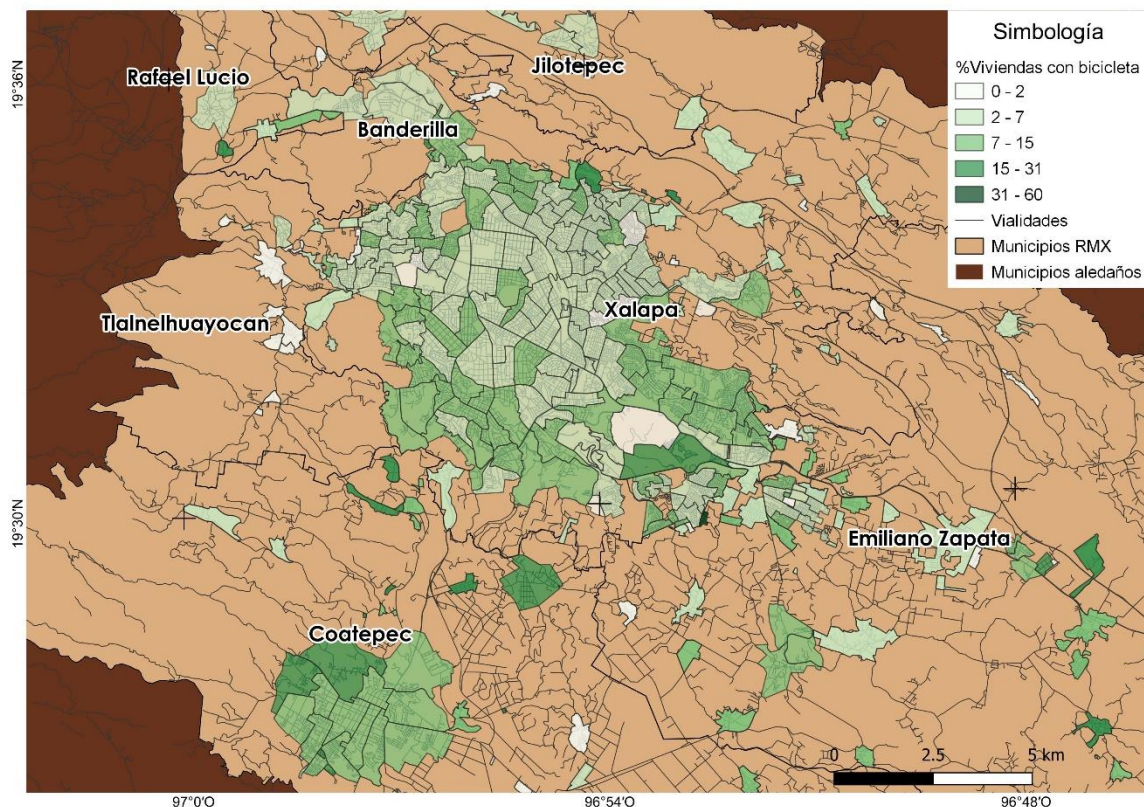 Simbología
%Viviendas con bicicleta
0 - 2
2 - 7
7 - 15
15 - 31
31 - 60
Vialidades
Municipios RMX
Municipios aledaños
19°36'N
Rafael Lucio
Jilotepec
Banderilla
Tlalnelhuayocan
Xalapa
19°30'N
Emiliano Zapata
Coatepec
0 2.5 5 km
97°0'O
96°54'O
96°48'O